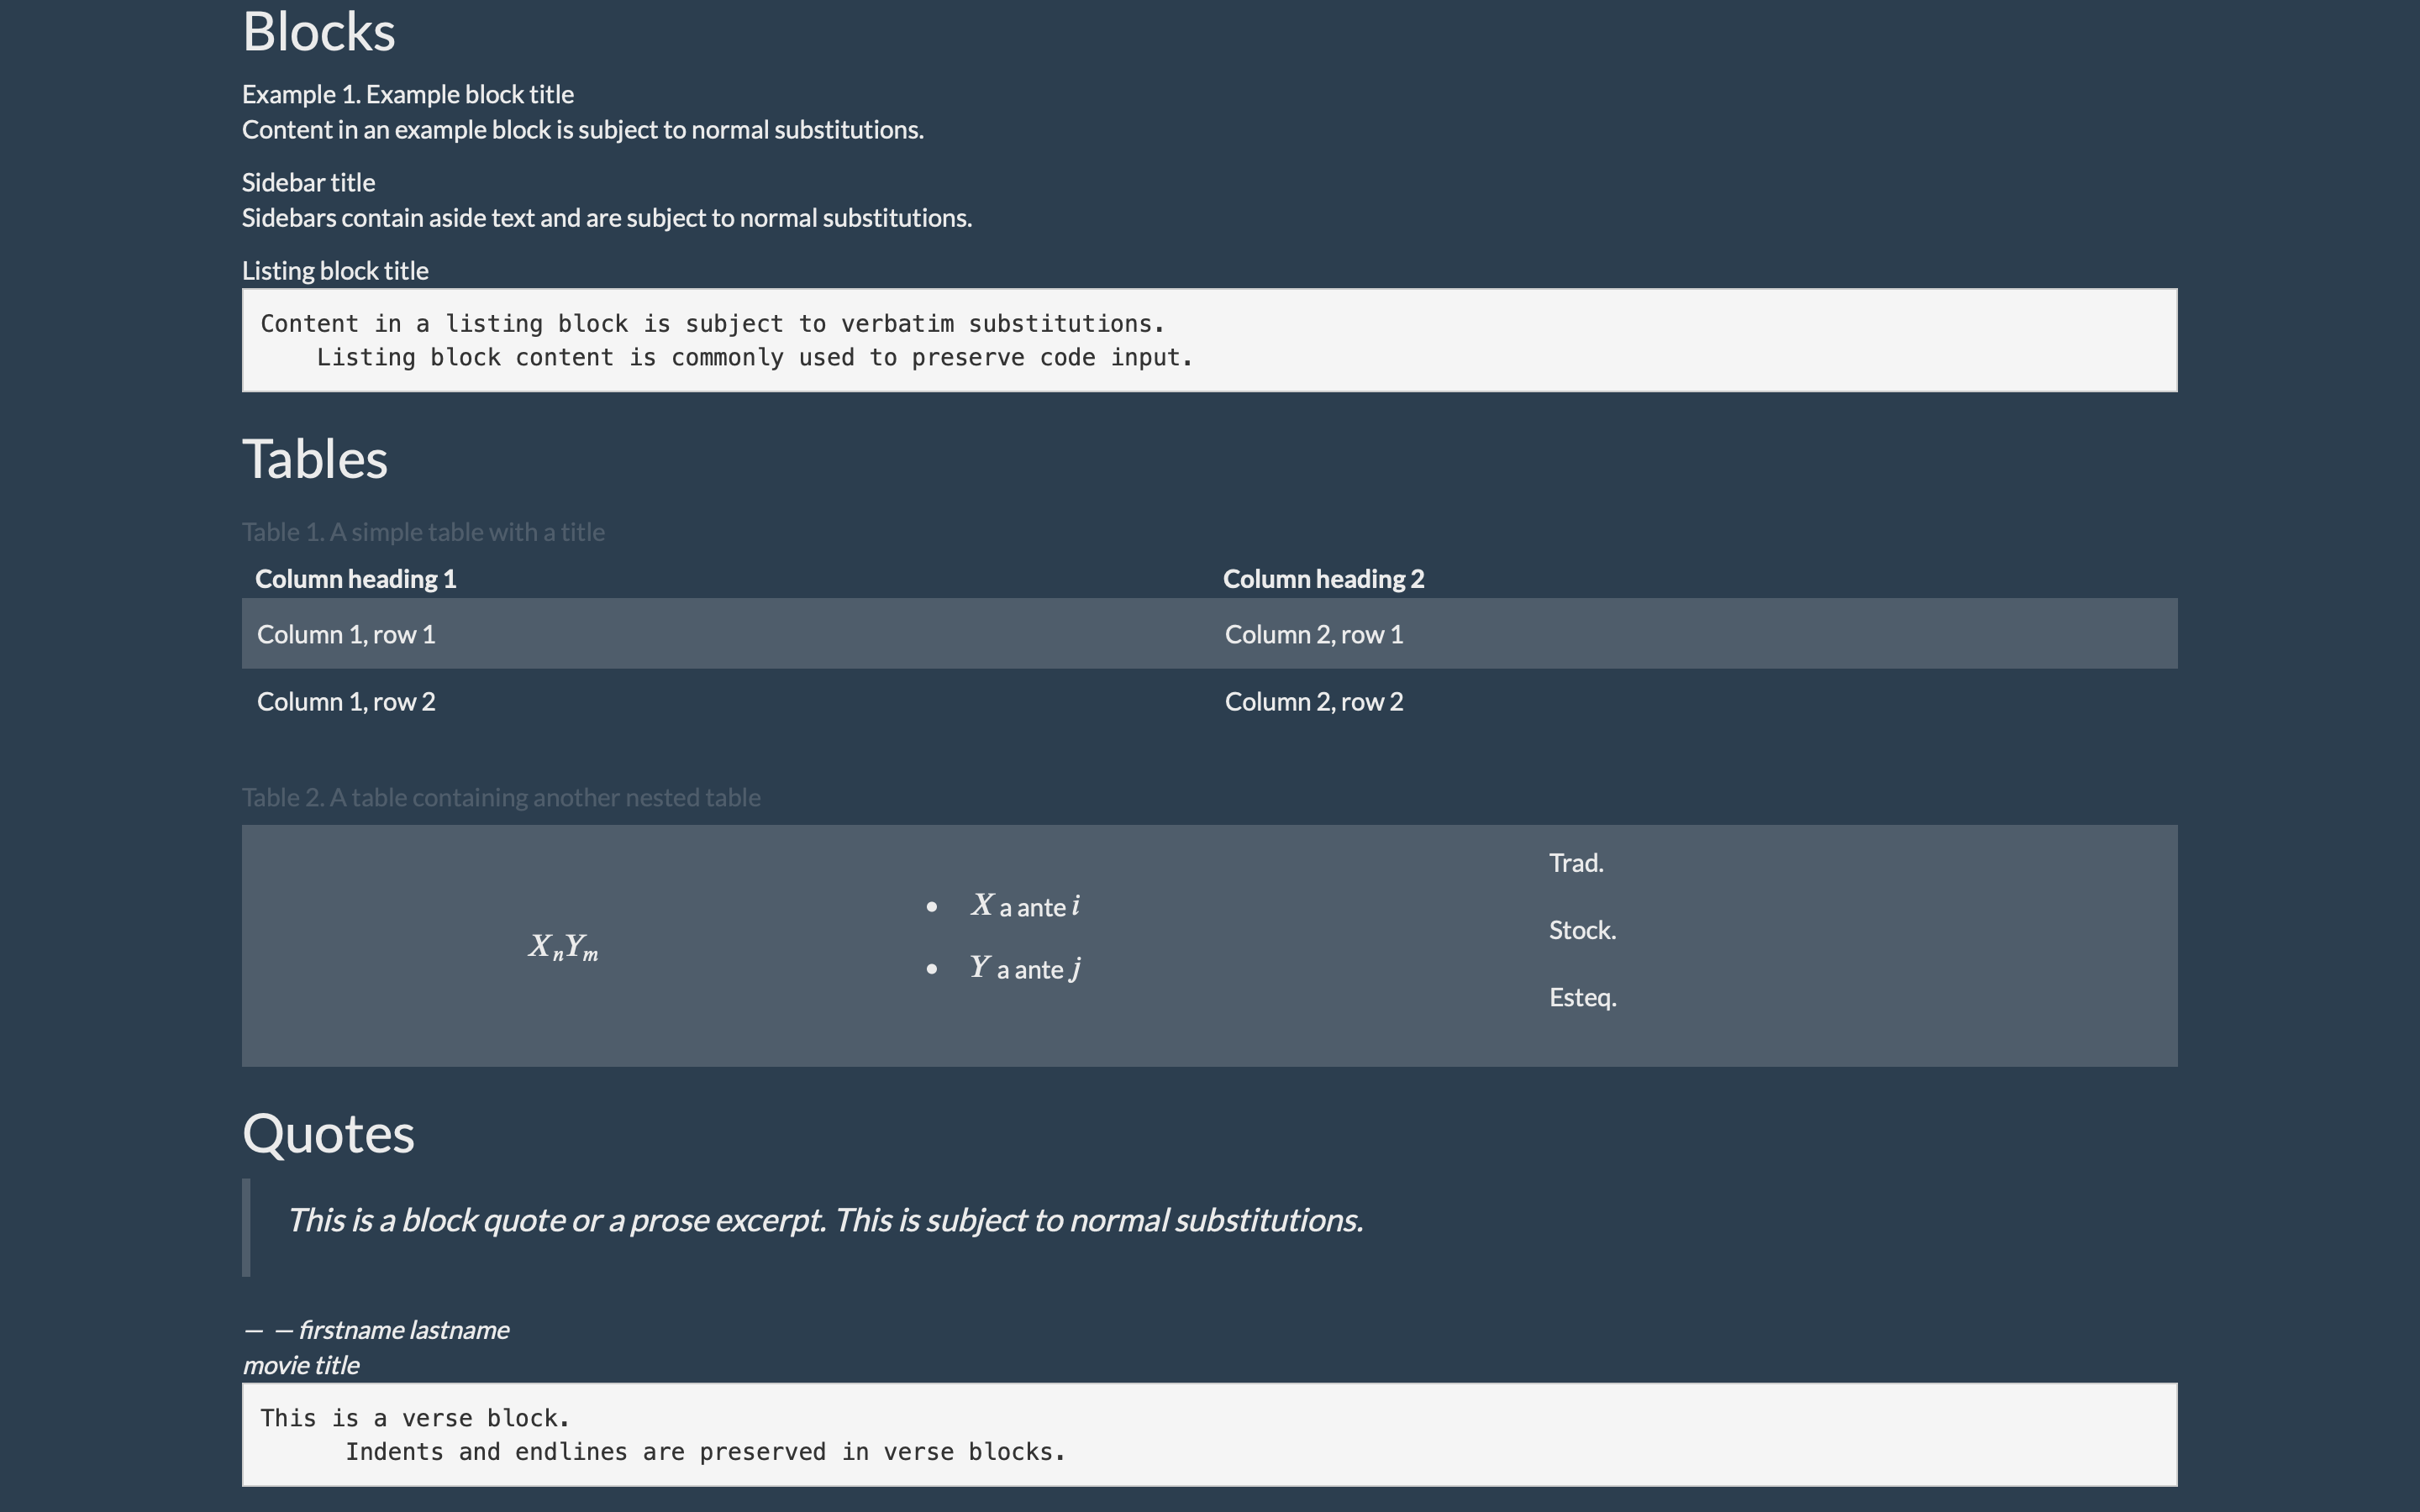 Blocks
Example 1. Example block title
Content in an example block is subject to normal substitutions.
Sidebar title
Sidebars contain aside text and are subject to normal substitutions.
Listing block title
Content in a listing block is subject to verbatim substitutions.
    Listing block content is commonly used to preserve code input.
Tables
Table 1. A simple table with a title
Column heading 1 Column heading 2
Column 1, row 1 Column 2, row 1
Column 1, row 2 Column 2, row 2
Table 2. A table containing another nested table
XₙYₘ
• X a ante i
• Y a ante j
Trad.
Stock.
Esteq.
Quotes
This is a block quote or a prose excerpt. This is subject to normal substitutions.
— — firstname lastname
movie title
This is a verse block.
      Indents and endlines are preserved in verse blocks.